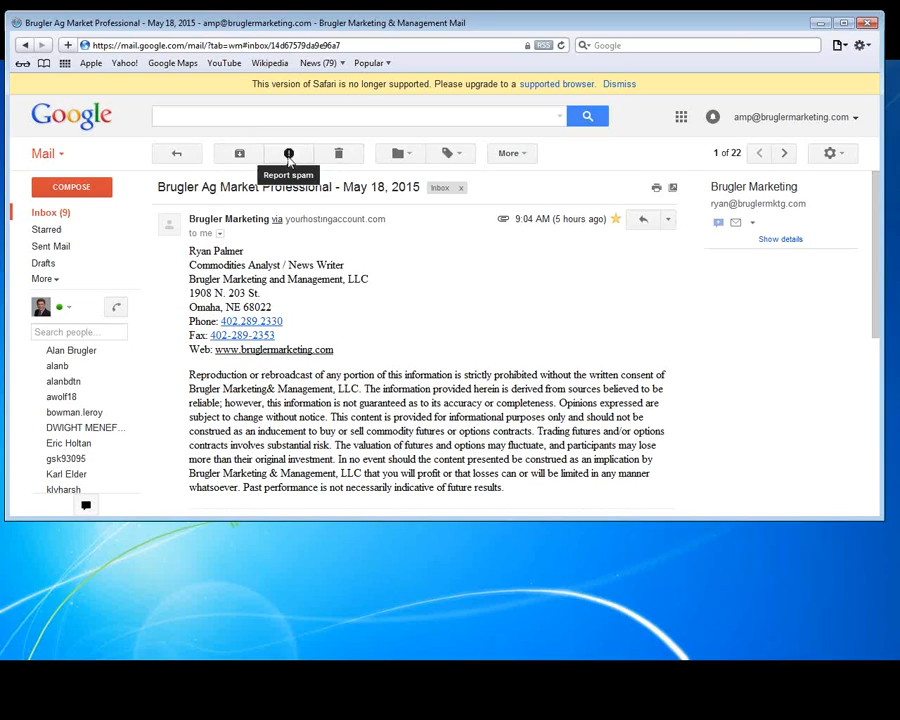 Brugler Ag Market Professional - May 18, 2015 - amp@bruglermarketing.com - Brugler Marketing & Management Mail
https://mail.google.com/mail/?tab=wm#inbox/14d67579da9e96a7
RSS
Google
Apple Yahoo! Google Maps YouTube Wikipedia News (79) Popular
This version of Safari is no longer supported. Please upgrade to a supported browser. Dismiss
Google
amp@bruglermarketing.com
Mail
More
1 of 22
Report spam
COMPOSE
Inbox (9)
Starred
Sent Mail
Drafts
More
Search people...
Alan Brugler
alanb
alanbdtn
awolf18
bowman.leroy
DWIGHT MENEF...
Eric Holtan
gsk93095
Karl Elder
klvharsh
Brugler Ag Market Professional - May 18, 2015 Inbox x
Brugler Marketing via yourhostingaccount.com
9:04 AM (5 hours ago)
to me
Ryan Palmer
Commodities Analyst / News Writer
Brugler Marketing and Management, LLC
1908 N. 203 St.
Omaha, NE 68022
Phone: 402.289.2330
Fax: 402-289-2353
Web: www.bruglermarketing.com
Reproduction or rebroadcast of any portion of this information is strictly prohibited without the written consent of
Brugler Marketing& Management, LLC. The information provided herein is derived from sources believed to be
reliable; however, this information is not guaranteed as to its accuracy or completeness. Opinions expressed are
subject to change without notice. This content is provided for informational purposes only and should not be
construed as an inducement to buy or sell commodity futures or options contracts. Trading futures and/or options
contracts involves substantial risk. The valuation of futures and options may fluctuate, and participants may lose
more than their original investment. In no event should the content presented be construed as an implication by
Brugler Marketing & Management, LLC that you will profit or that losses can or will be limited in any manner
whatsoever. Past performance is not necessarily indicative of future results.
Brugler Marketing
ryan@bruglermktg.com
Show details